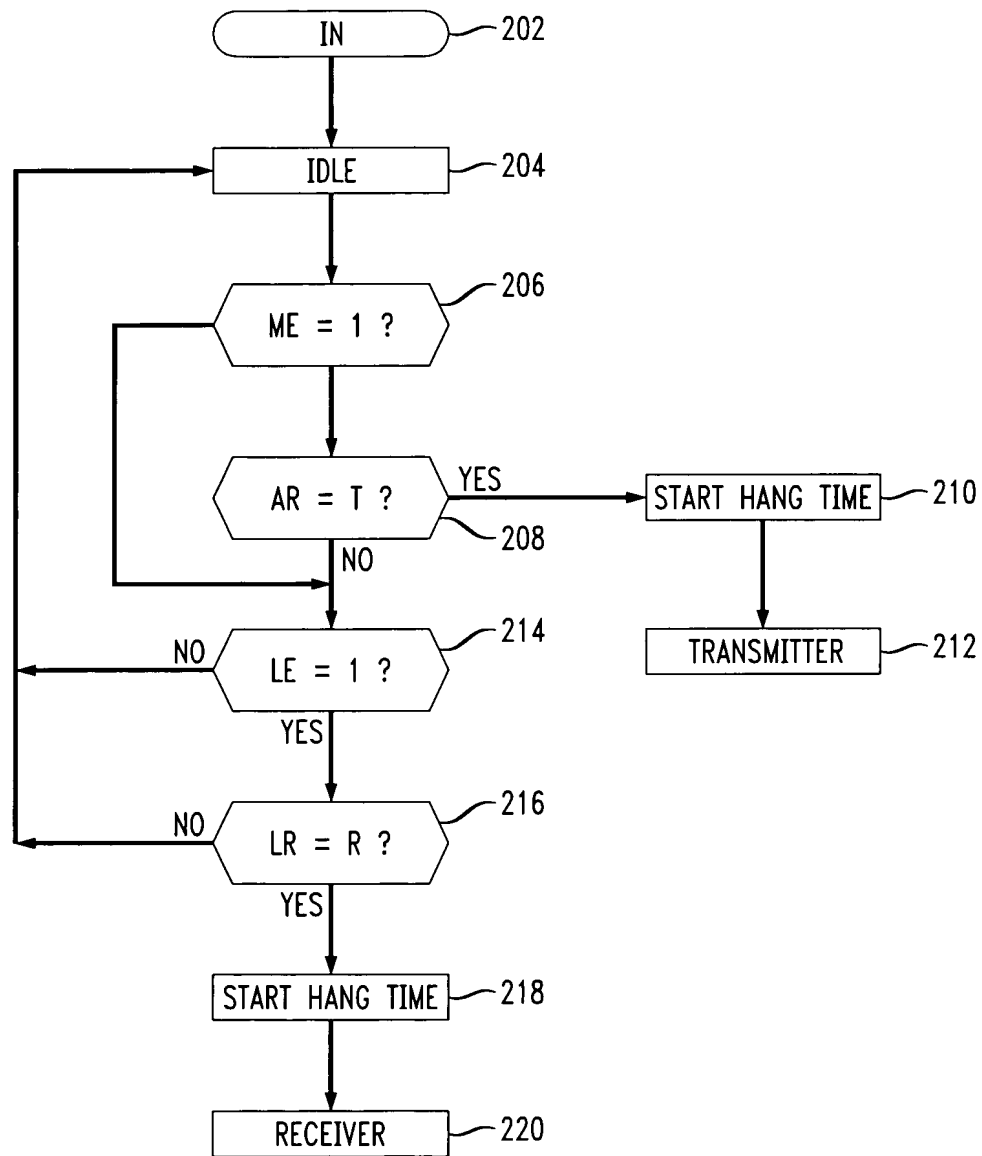 IN
202
IDLE
204
206
ME = 1 ?
AR = T ?
YES
208
NO
START HANG TIME
210
214
NO
LE = 1 ?
YES
TRANSMITTER
212
216
NO
LR = R ?
YES
START HANG TIME
218
RECEIVER
220